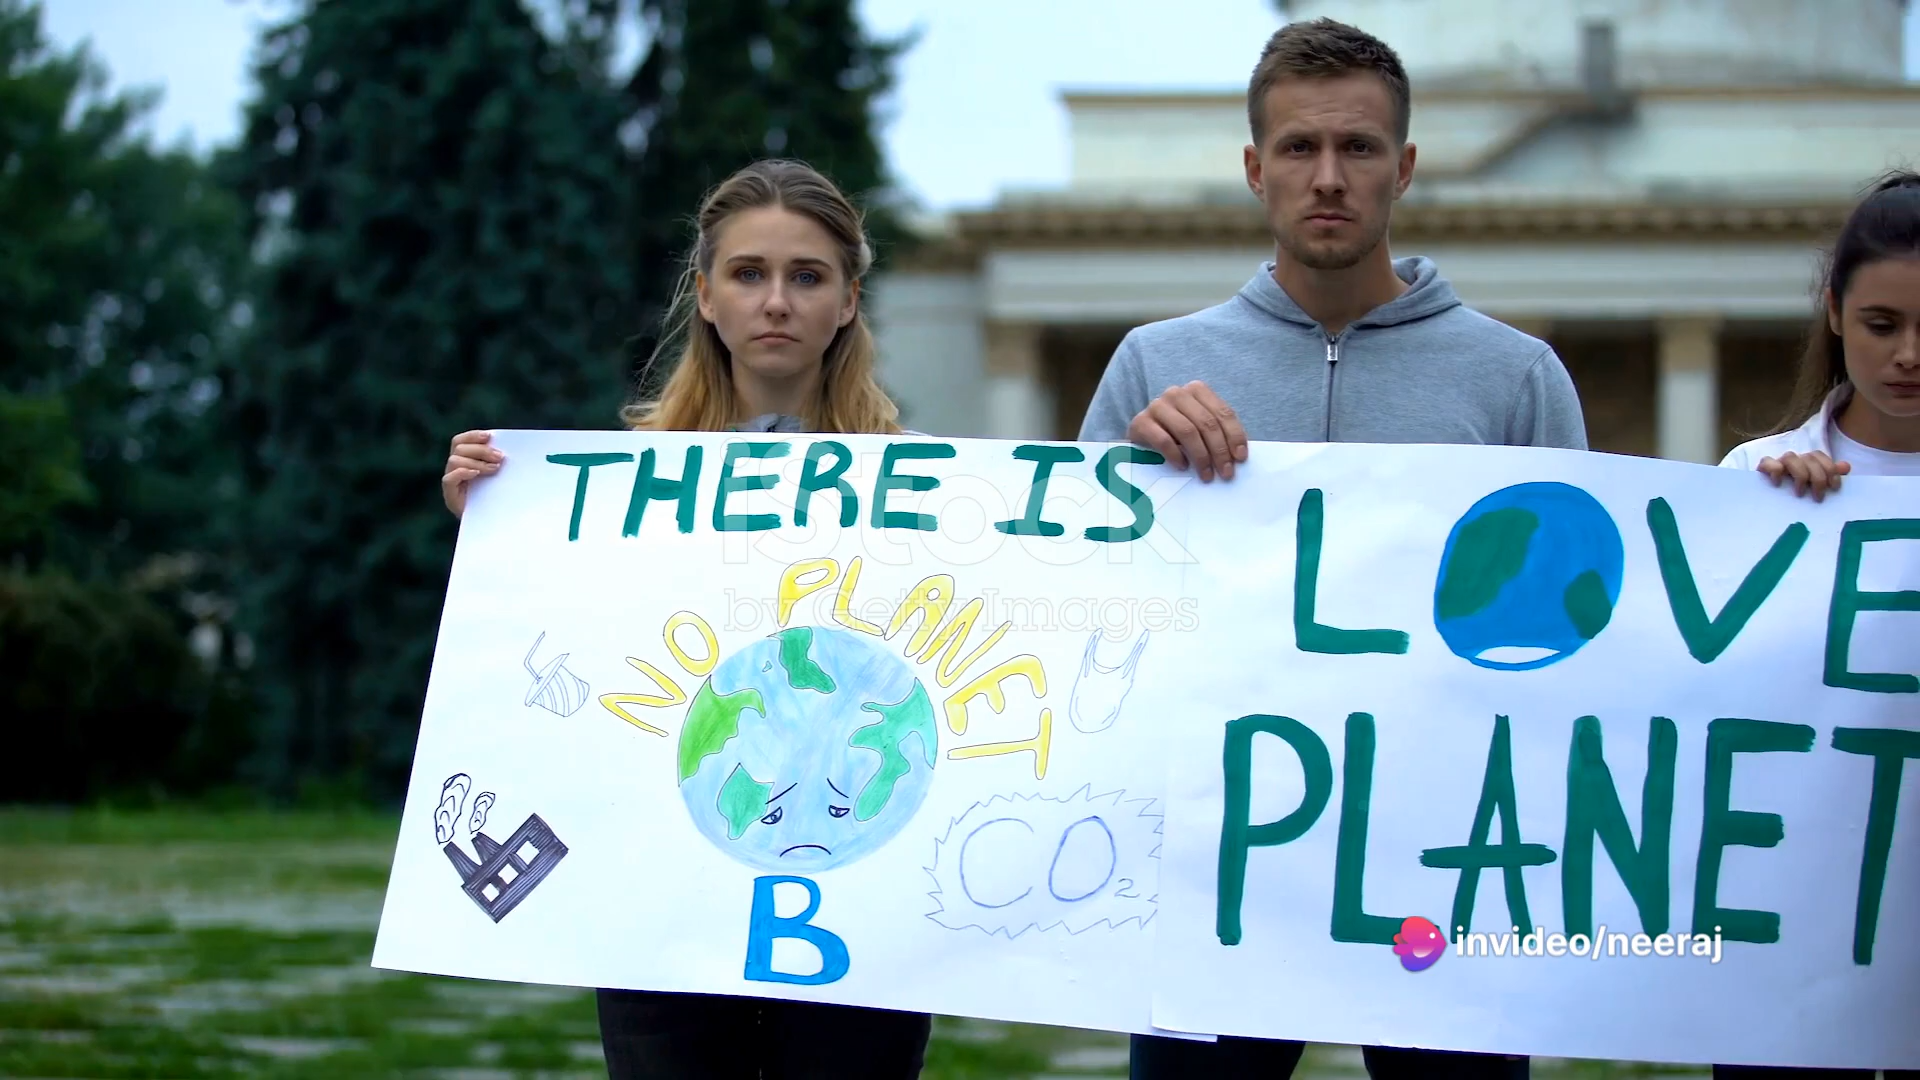 THERE IS
NO PLANET
B
CO₂
LOVE
PLANET
iStock
by Getty Images
invideo/neeraj